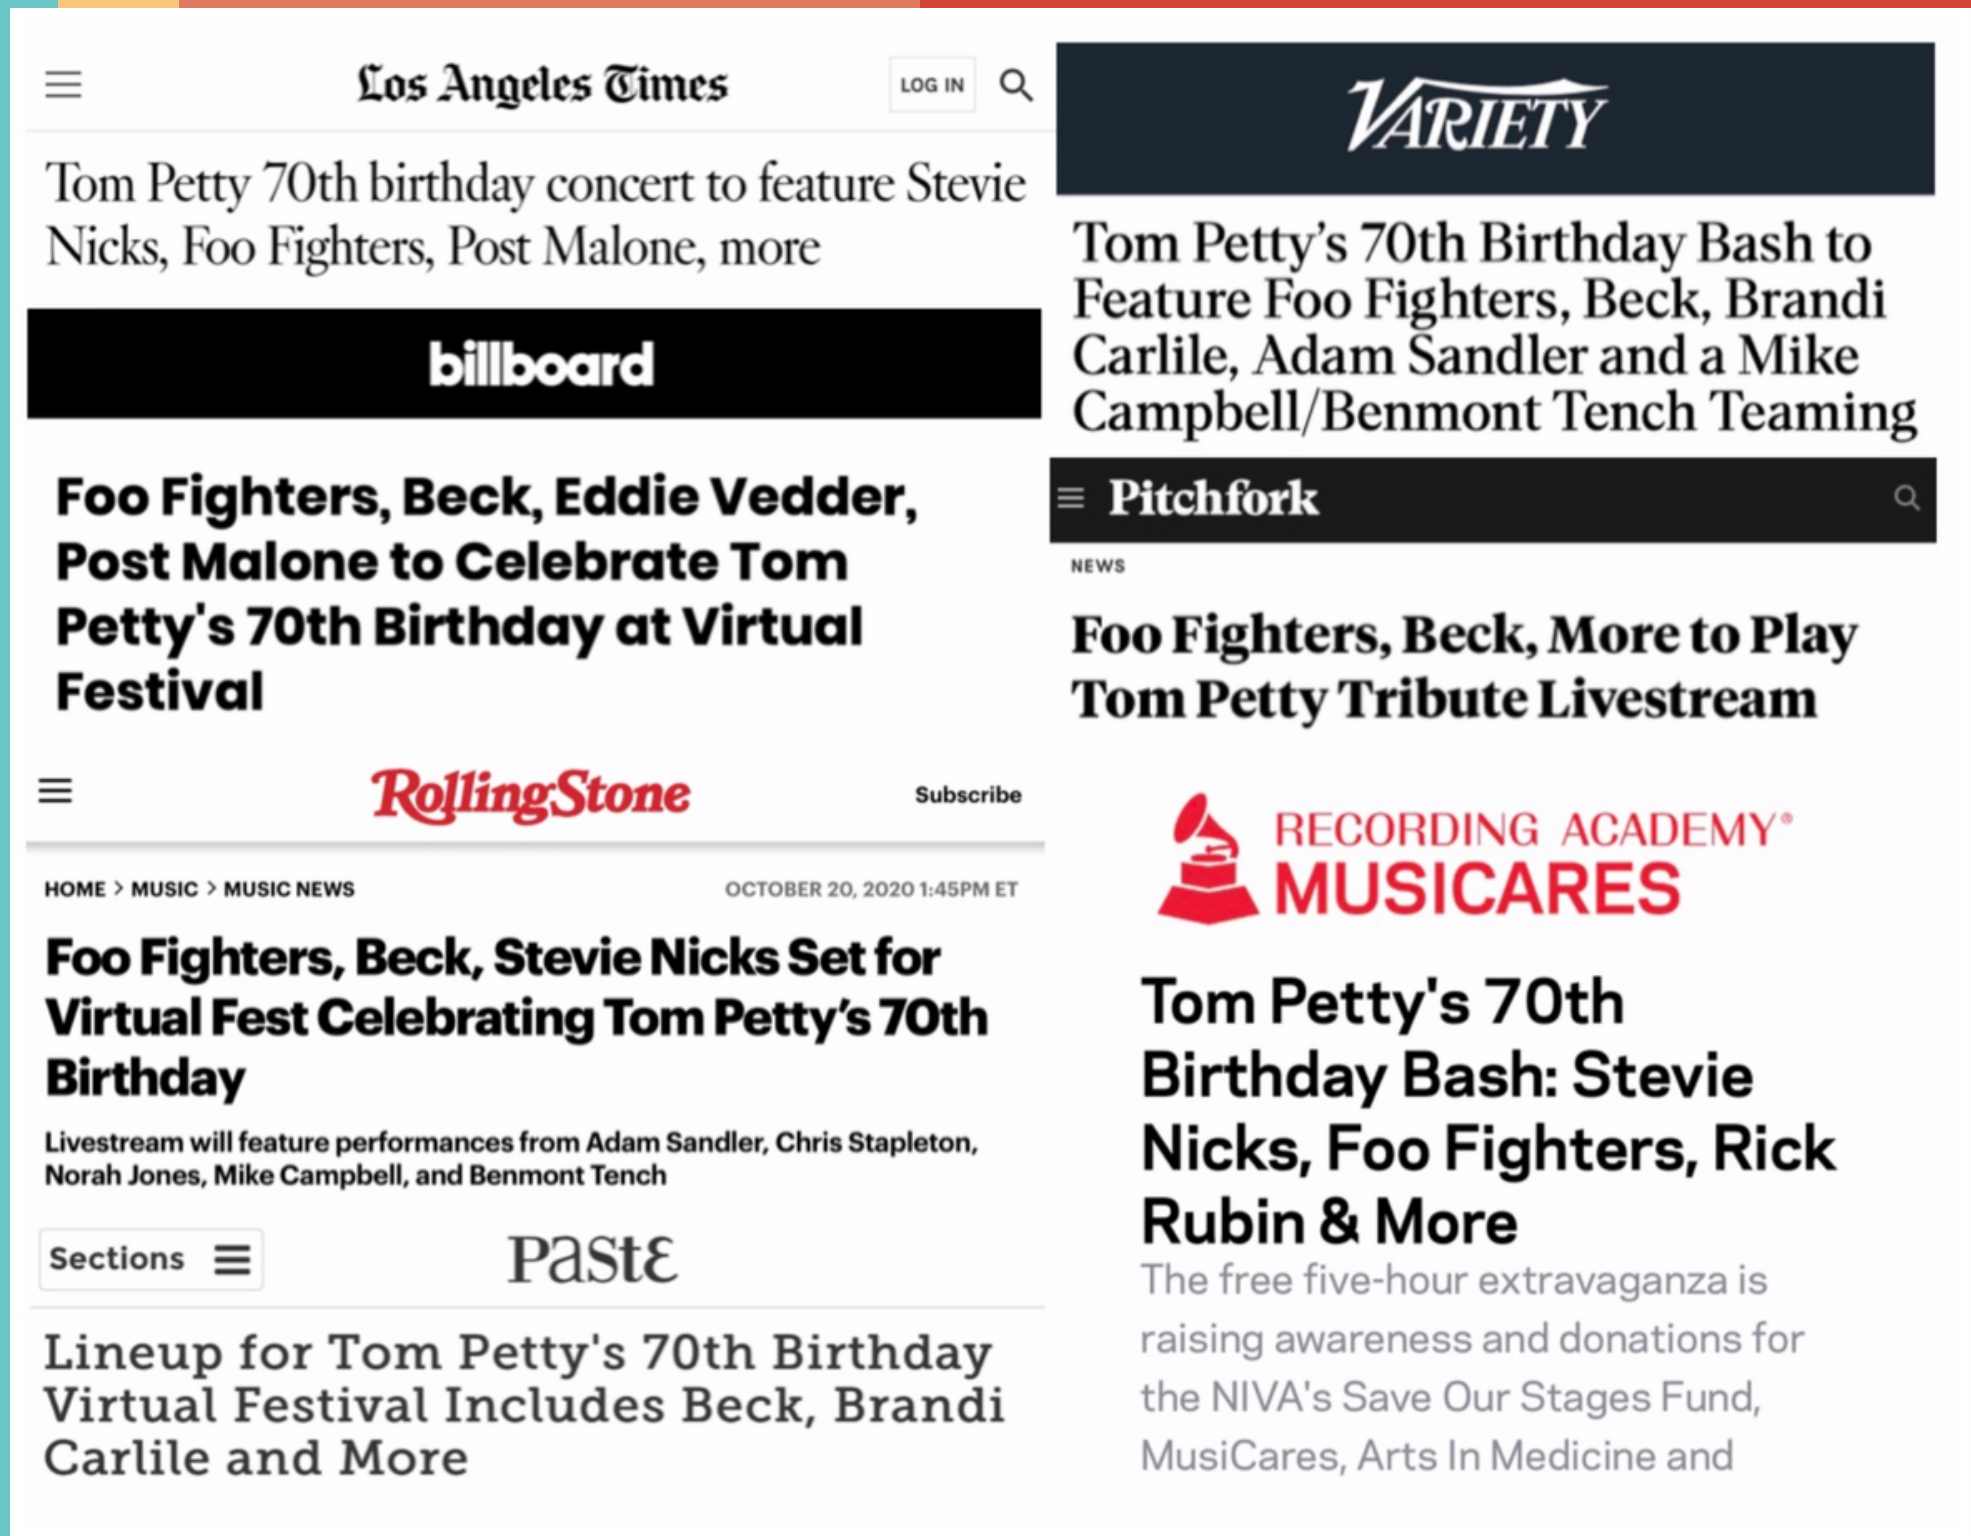 Los Angeles Times
LOG IN
Tom Petty 70th birthday concert to feature Stevie
Nicks, Foo Fighters, Post Malone, more
billboard
Foo Fighters, Beck, Eddie Vedder,
Post Malone to Celebrate Tom
Petty's 70th Birthday at Virtual
Festival
RollingStone
Subscribe
HOME > MUSIC > MUSIC NEWS
OCTOBER 20, 2020 1:45PM ET
Foo Fighters, Beck, Stevie Nicks Set for
Virtual Fest Celebrating Tom Petty’s 70th
Birthday
Livestream will feature performances from Adam Sandler, Chris Stapleton,
Norah Jones, Mike Campbell, and Benmont Tench
Sections
Paste
Lineup for Tom Petty's 70th Birthday
Virtual Festival Includes Beck, Brandi
Carlile and More
VARIETY
Tom Petty’s 70th Birthday Bash to
Feature Foo Fighters, Beck, Brandi
Carlile, Adam Sandler and a Mike
Campbell/Benmont Tench Teaming
Pitchfork
NEWS
Foo Fighters, Beck, More to Play
Tom Petty Tribute Livestream
RECORDING ACADEMY®
MUSICARES
Tom Petty's 70th
Birthday Bash: Stevie
Nicks, Foo Fighters, Rick
Rubin & More
The free five-hour extravaganza is
raising awareness and donations for
the NIVA's Save Our Stages Fund,
MusiCares, Arts In Medicine and